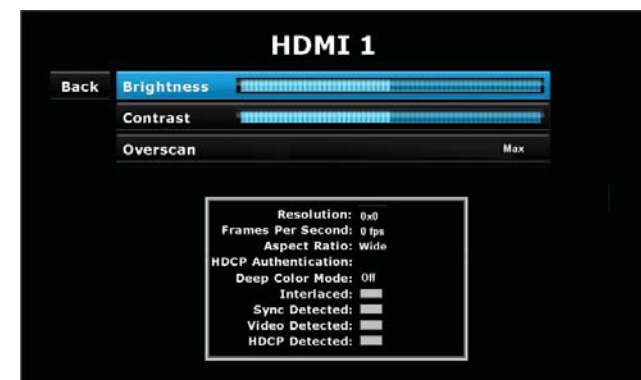 HDMI 1
Back
Brightness
Contrast
Overscan Max
Resolution: 0x0
Frames Per Second: 0 fps
Aspect Ratio: Wide
HDCP Authentication:
Deep Color Mode: Off
Interlaced:
Sync Detected:
Video Detected:
HDCP Detected: